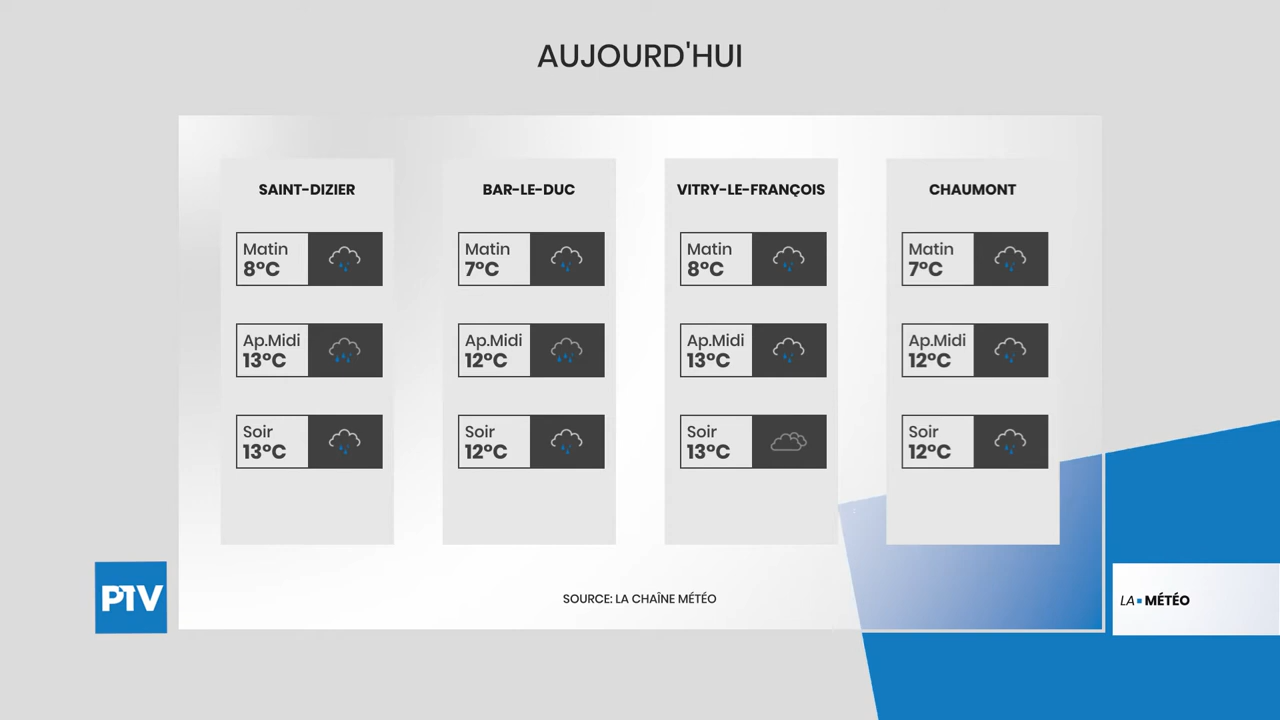 AUJOURD'HUI
SAINT-DIZIER
Matin
8°C
Ap.Midi
13°C
Soir
13°C
BAR-LE-DUC
Matin
7°C
Ap.Midi
12°C
Soir
12°C
VITRY-LE-FRANÇOIS
Matin
8°C
Ap.Midi
13°C
Soir
13°C
CHAUMONT
Matin
7°C
Ap.Midi
12°C
Soir
12°C
SOURCE: LA CHAÎNE MÉTÉO
PTV
LA MÉTÉO